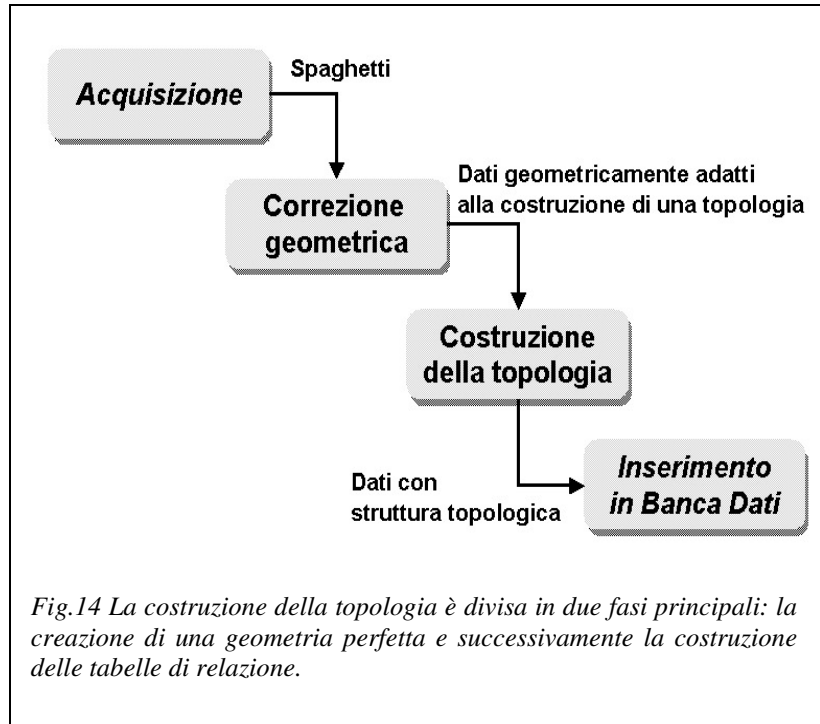 Acquisizione
Spaghetti
Correzione
geometrica
Dati geometricamente adatti
alla costruzione di una topologia
Costruzione
della topologia
Dati con
struttura topologica
Inserimento
in Banca Dati
Fig.14 La costruzione della topologia è divisa in due fasi principali: la
creazione di una geometria perfetta e successivamente la costruzione
delle tabelle di relazione.